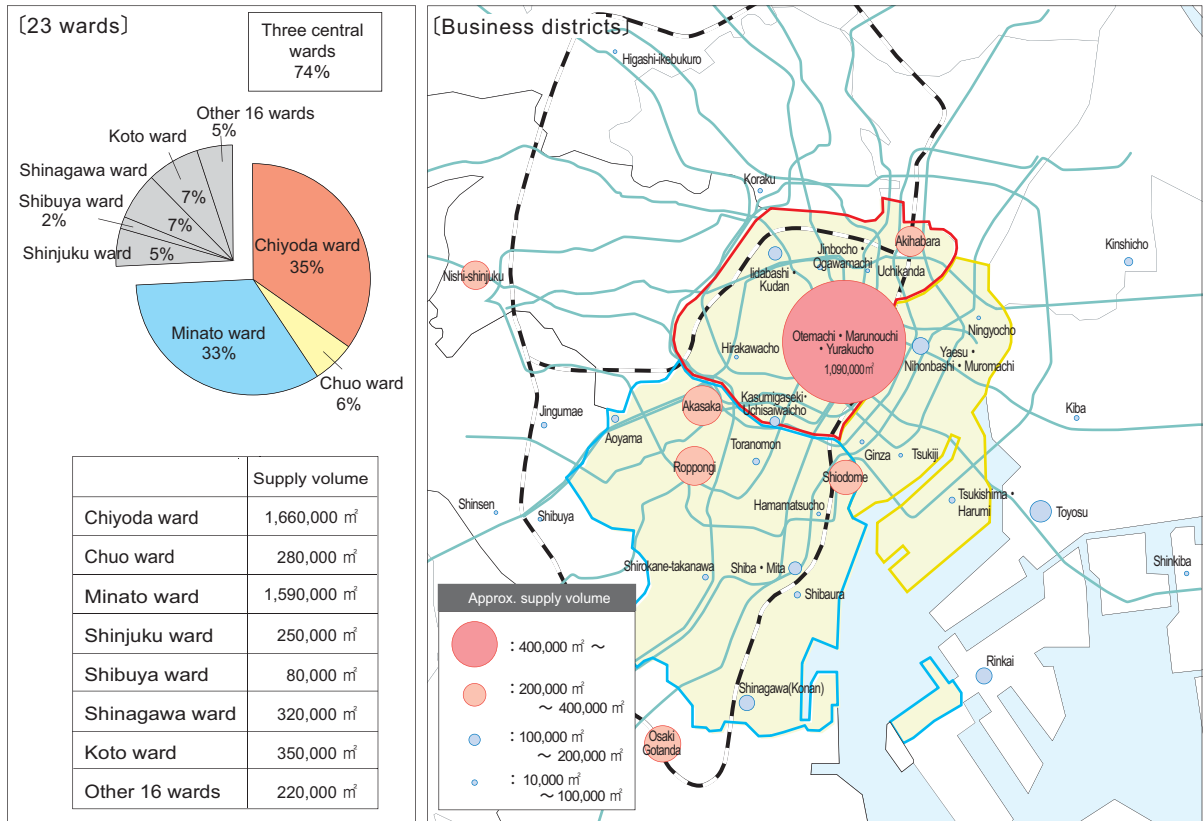 〔23 wards〕
Three central
wards
74%
Other 16 wards
5%
Koto ward
7%
Shinagawa ward
7%
Shibuya ward
2%
Shinjuku ward
5%
Chiyoda ward
35%
Minato ward
33%
Chuo ward
6%
Supply volume
Chiyoda ward 1,660,000 ㎡
Chuo ward 280,000 ㎡
Minato ward 1,590,000 ㎡
Shinjuku ward 250,000 ㎡
Shibuya ward 80,000 ㎡
Shinagawa ward 320,000 ㎡
Koto ward 350,000 ㎡
Other 16 wards 220,000 ㎡
〔Business districts〕
Higashi-ikebukuro
Koraku
Akihabara
Kinshicho
Jinbocho・
Ogawamachi
Uchikanda
Iidabashi・
Kudan
Nishi-shinjuku
Ningyocho
Otemachi・Marunouchi
・Yurakucho
1,090,000㎡
Hirakawacho
Yaesu・
Nihonbashi・Muromachi
Kasumigaseki・
Uchisaiwaicho
Akasaka
Jingumae
Aoyama
Kiba
Toranomon
Ginza
Tsukiji
Roppongi
Shiodome
Shinsen
Shibuya
Hamamatsucho
Tsukishima・
Harumi
Toyosu
Shirokane-takanawa
Shiba・Mita
Shinkiba
Shibaura
Rinkai
Shinagawa(Konan)
Osaki
Gotanda
Approx. supply volume
：400,000 ㎡ ～
：200,000 ㎡
～ 400,000 ㎡
：100,000 ㎡
～ 200,000 ㎡
：10,000 ㎡
～100,000 ㎡